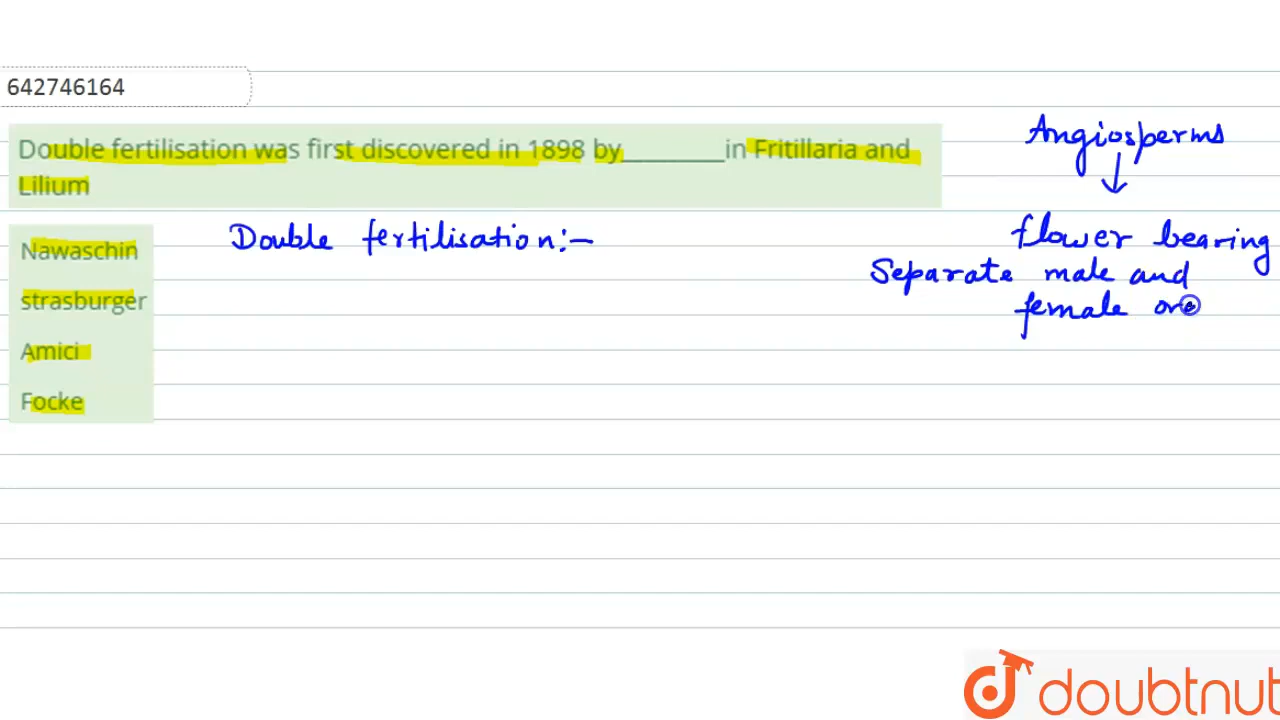 642746164
Double fertilisation was first discovered in 1898 by_________in Fritillaria and
Lilium
Nawaschin
strasburger
Amici
Focke
Double fertilisation:-
Angiosperms
flower bearing
Separate male and
female
doubtnut